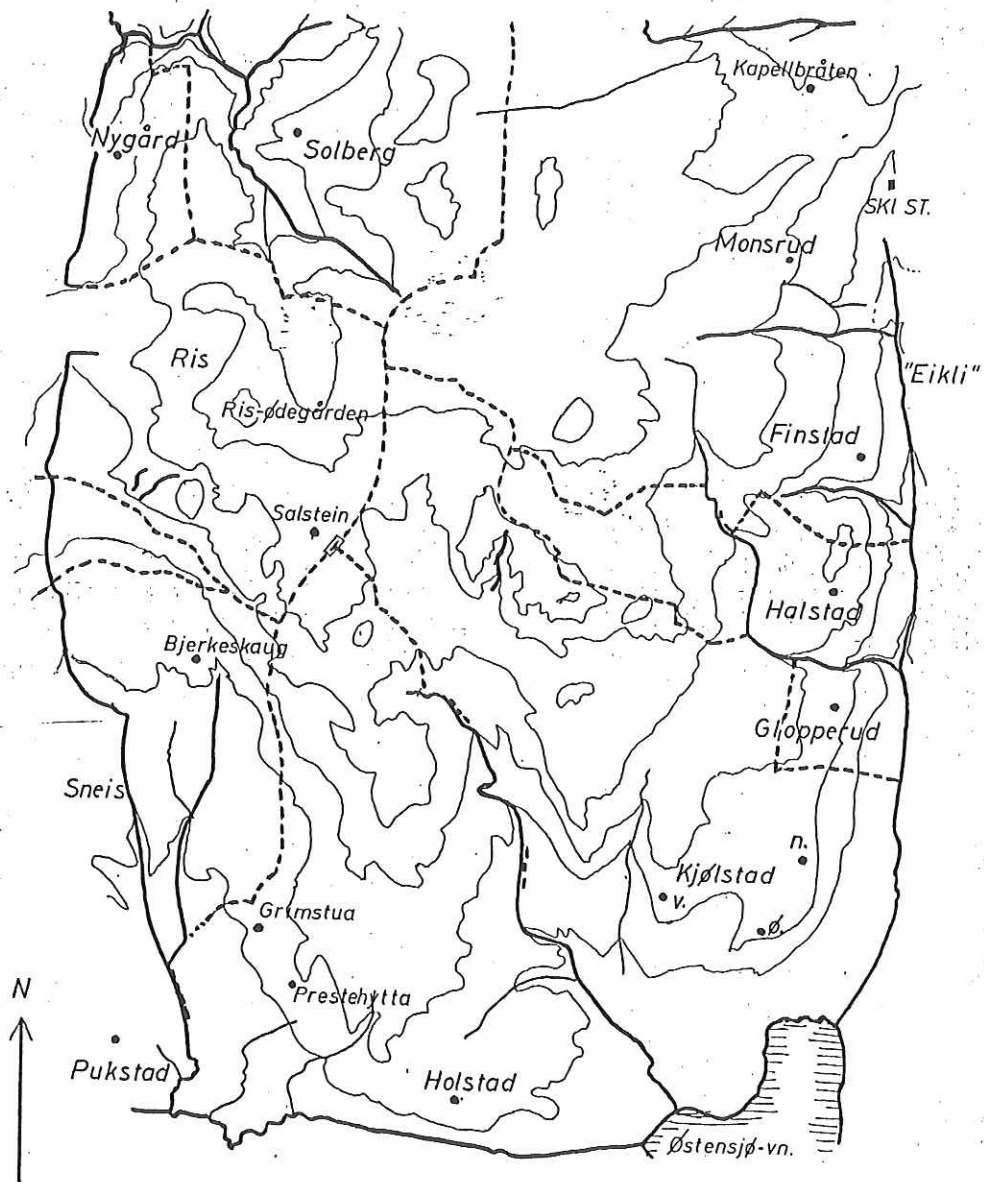 Kapellbråten
Nygård
Solberg
SKI ST.
Monsrud
Ris
"Eikli"
Ris-ødegården
Finstad
Salstein
Halstad
Bjerkeskaug
Glopperud
Sneis
n.
Kjølstad
v.
ø.
Grimstua
N
Prestehytta
Pukstad
Holstad
Østensjø-vn.